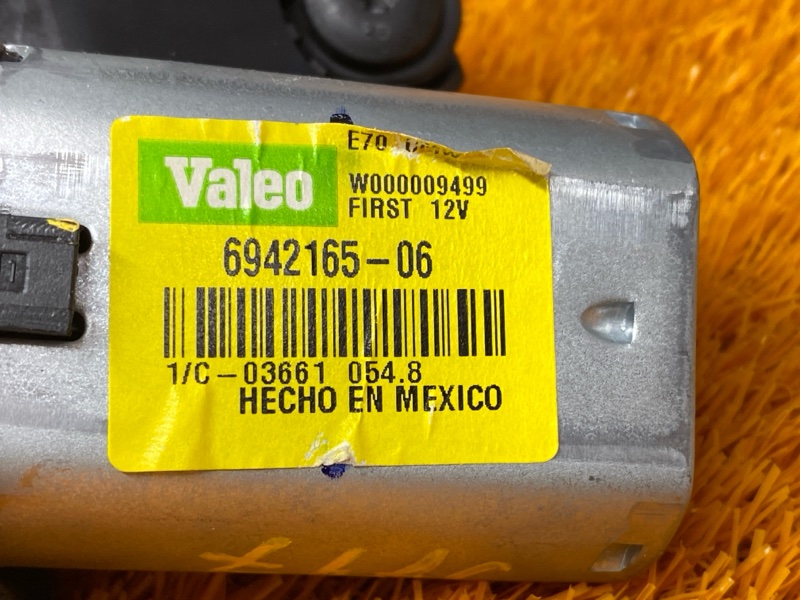 E70
Valeo
W000009499
FIRST 12V
6942165-06
1/C-03661 054.8
HECHO EN MEXICO